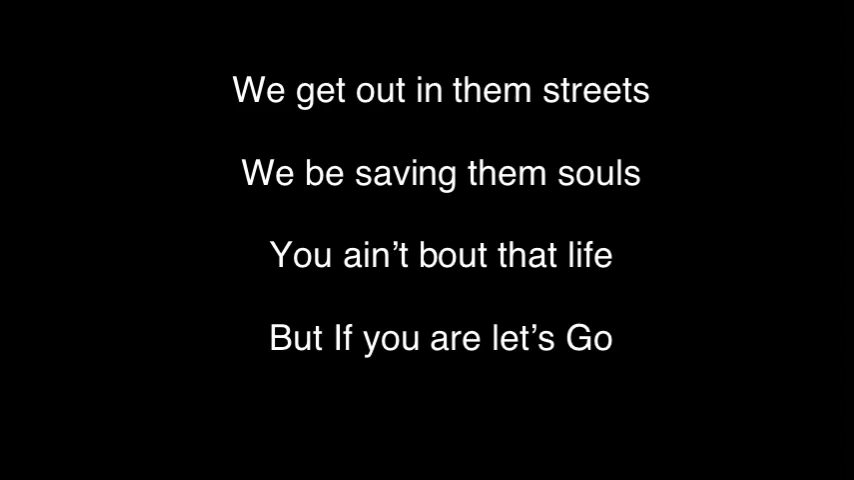 We get out in them streets
We be saving them souls
You ain’t bout that life
But If you are let’s Go